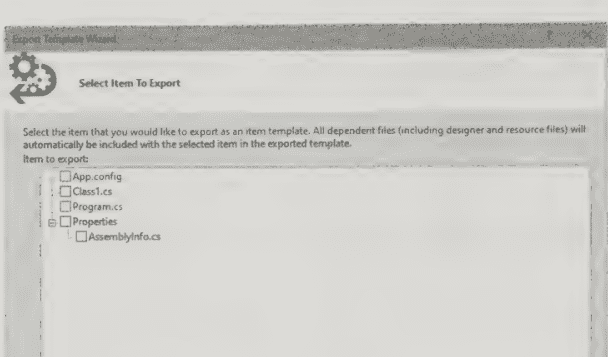 Export Template Wizard
Select Item To Export
Select the item that you would like to export as an item template. All dependent files (including designer and resource files) will
automatically be included with the selected item in the exported template.
Item to export:
App.config
Class1.cs
Program.cs
Properties
AssemblyInfo.cs